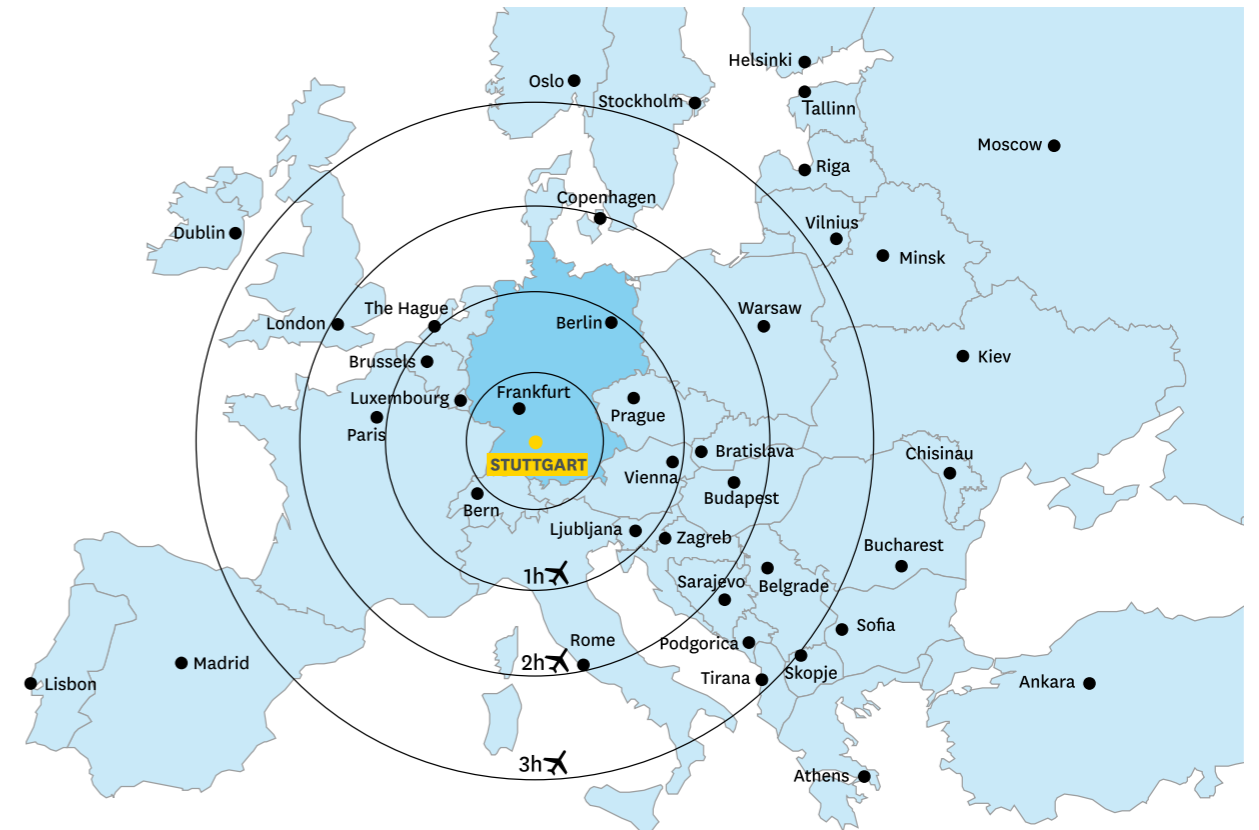 Helsinki
Oslo
Stockholm
Tallinn
Moscow
Riga
Copenhagen
Vilnius
Dublin
Minsk
The Hague
Warsaw
London
Berlin
Kiev
Brussels
Frankfurt
Luxembourg
Prague
Paris
Bratislava
Chisinau
STUTTGART
Vienna
Budapest
Bern
Ljubljana
Zagreb
Bucharest
1h
Sarajevo
Belgrade
Sofia
Rome
Podgorica
2h
Madrid
Skopje
Tirana
Lisbon
Ankara
3h
Athens